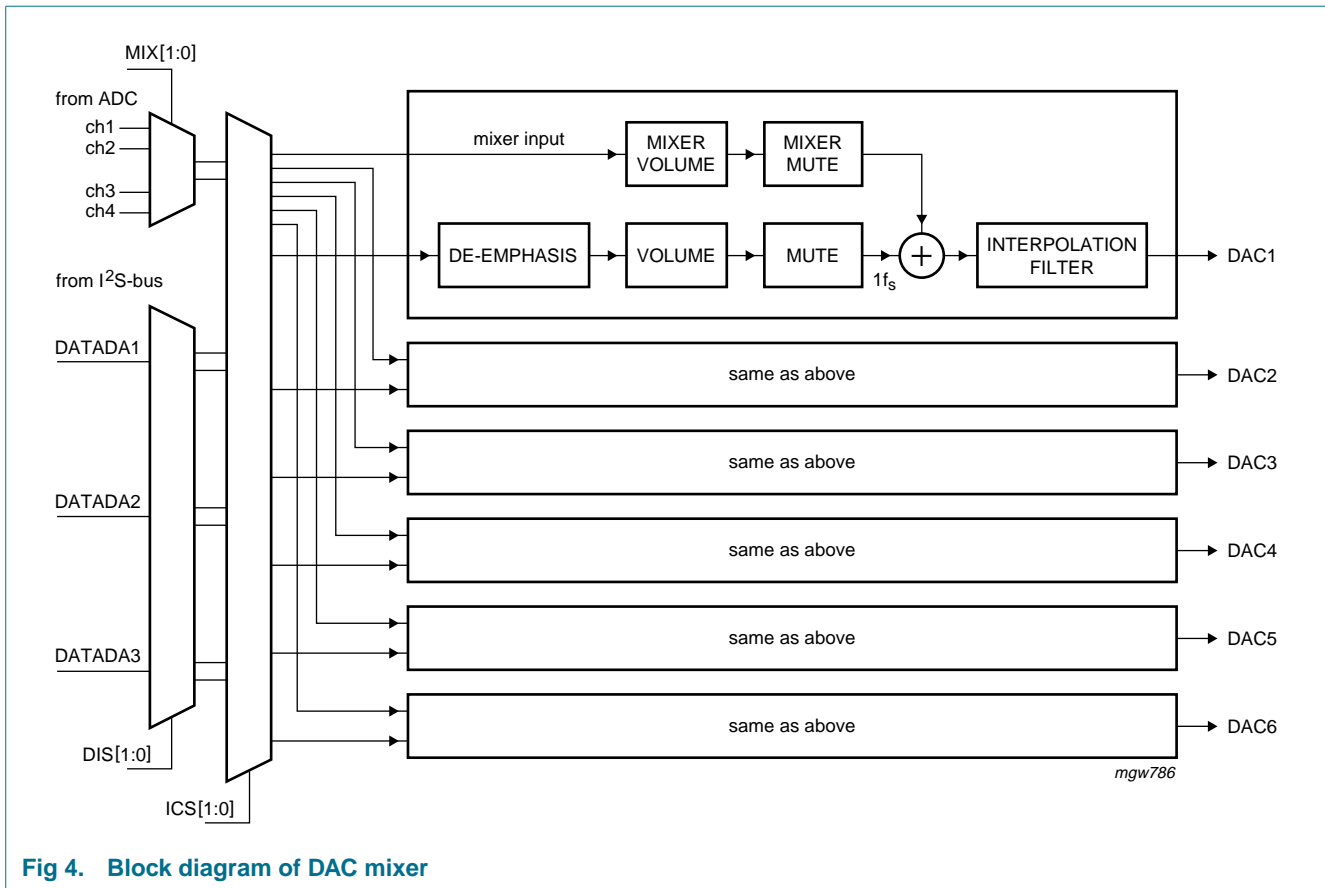 MIX[1:0]
from ADC
ch1
ch2
ch3
ch4
mixer input
MIXER
VOLUME
MIXER
MUTE
DE-EMPHASIS
VOLUME
MUTE
1fs
+
INTERPOLATION
FILTER
DAC1
from I2S-bus
DATADA1
same as above
DAC2
same as above
DAC3
DATADA2
same as above
DAC4
same as above
DAC5
DATADA3
same as above
DAC6
DIS[1:0]
mgw786
ICS[1:0]
Fig 4. Block diagram of DAC mixer